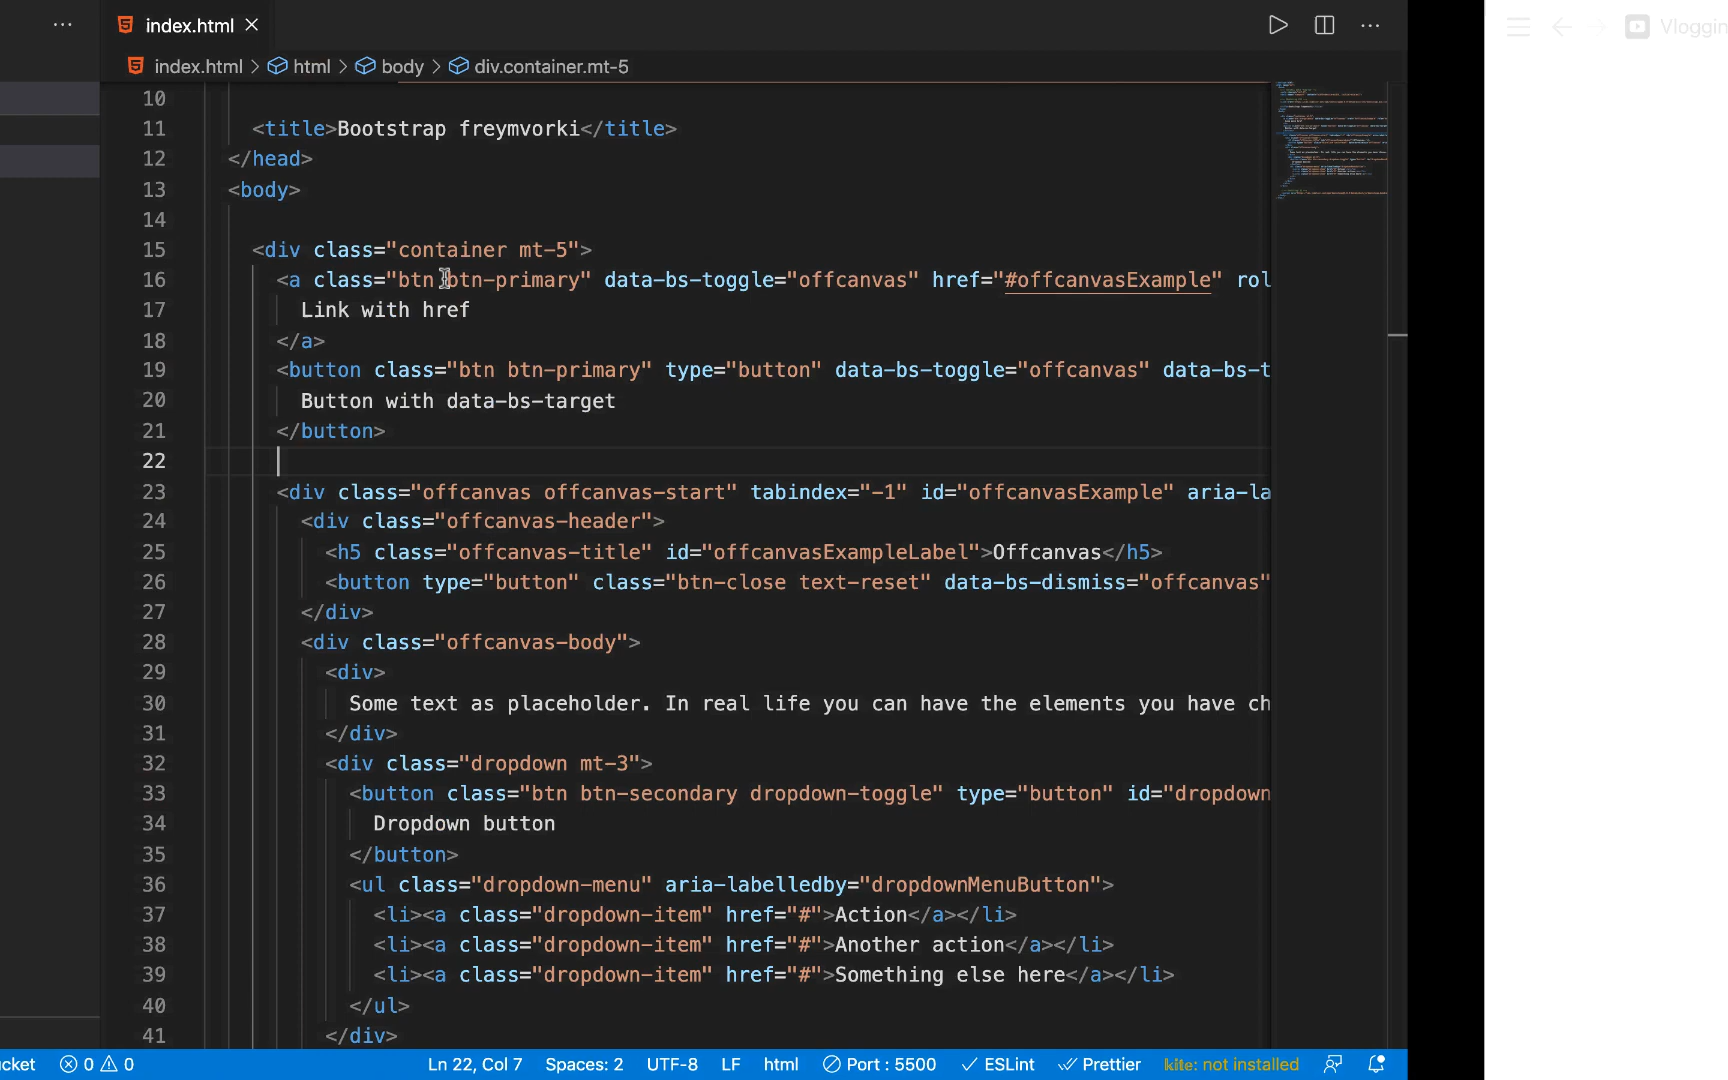 index.html
Vloggin
index.html > html > body > div.container.mt-5
10
11 <title>Bootstrap freymvorki</title>
12 </head>
13 <body>
14
15 <div class="container mt-5">
16 <a class="btn btn-primary" data-bs-toggle="offcanvas" href="#offcanvasExample" rol
17 Link with href
18 </a>
19 <button class="btn btn-primary" type="button" data-bs-toggle="offcanvas" data-bs-t
20 Button with data-bs-target
21 </button>
22
23 <div class="offcanvas offcanvas-start" tabindex="-1" id="offcanvasExample" aria-la
24 <div class="offcanvas-header">
25 <h5 class="offcanvas-title" id="offcanvasExampleLabel">Offcanvas</h5>
26 <button type="button" class="btn-close text-reset" data-bs-dismiss="offcanvas"
27 </div>
28 <div class="offcanvas-body">
29 <div>
30 Some text as placeholder. In real life you can have the elements you have ch
31 </div>
32 <div class="dropdown mt-3">
33 <button class="btn btn-secondary dropdown-toggle" type="button" id="dropdown
34 Dropdown button
35 </button>
36 <ul class="dropdown-menu" aria-labelledby="dropdownMenuButton">
37 <li><a class="dropdown-item" href="#">Action</a></li>
38 <li><a class="dropdown-item" href="#">Another action</a></li>
39 <li><a class="dropdown-item" href="#">Something else here</a></li>
40 </ul>
41 </div>
cket 0 0 Ln 22, Col 7 Spaces: 2 UTF-8 LF html Port : 5500 ESLint Prettier kite: not installed